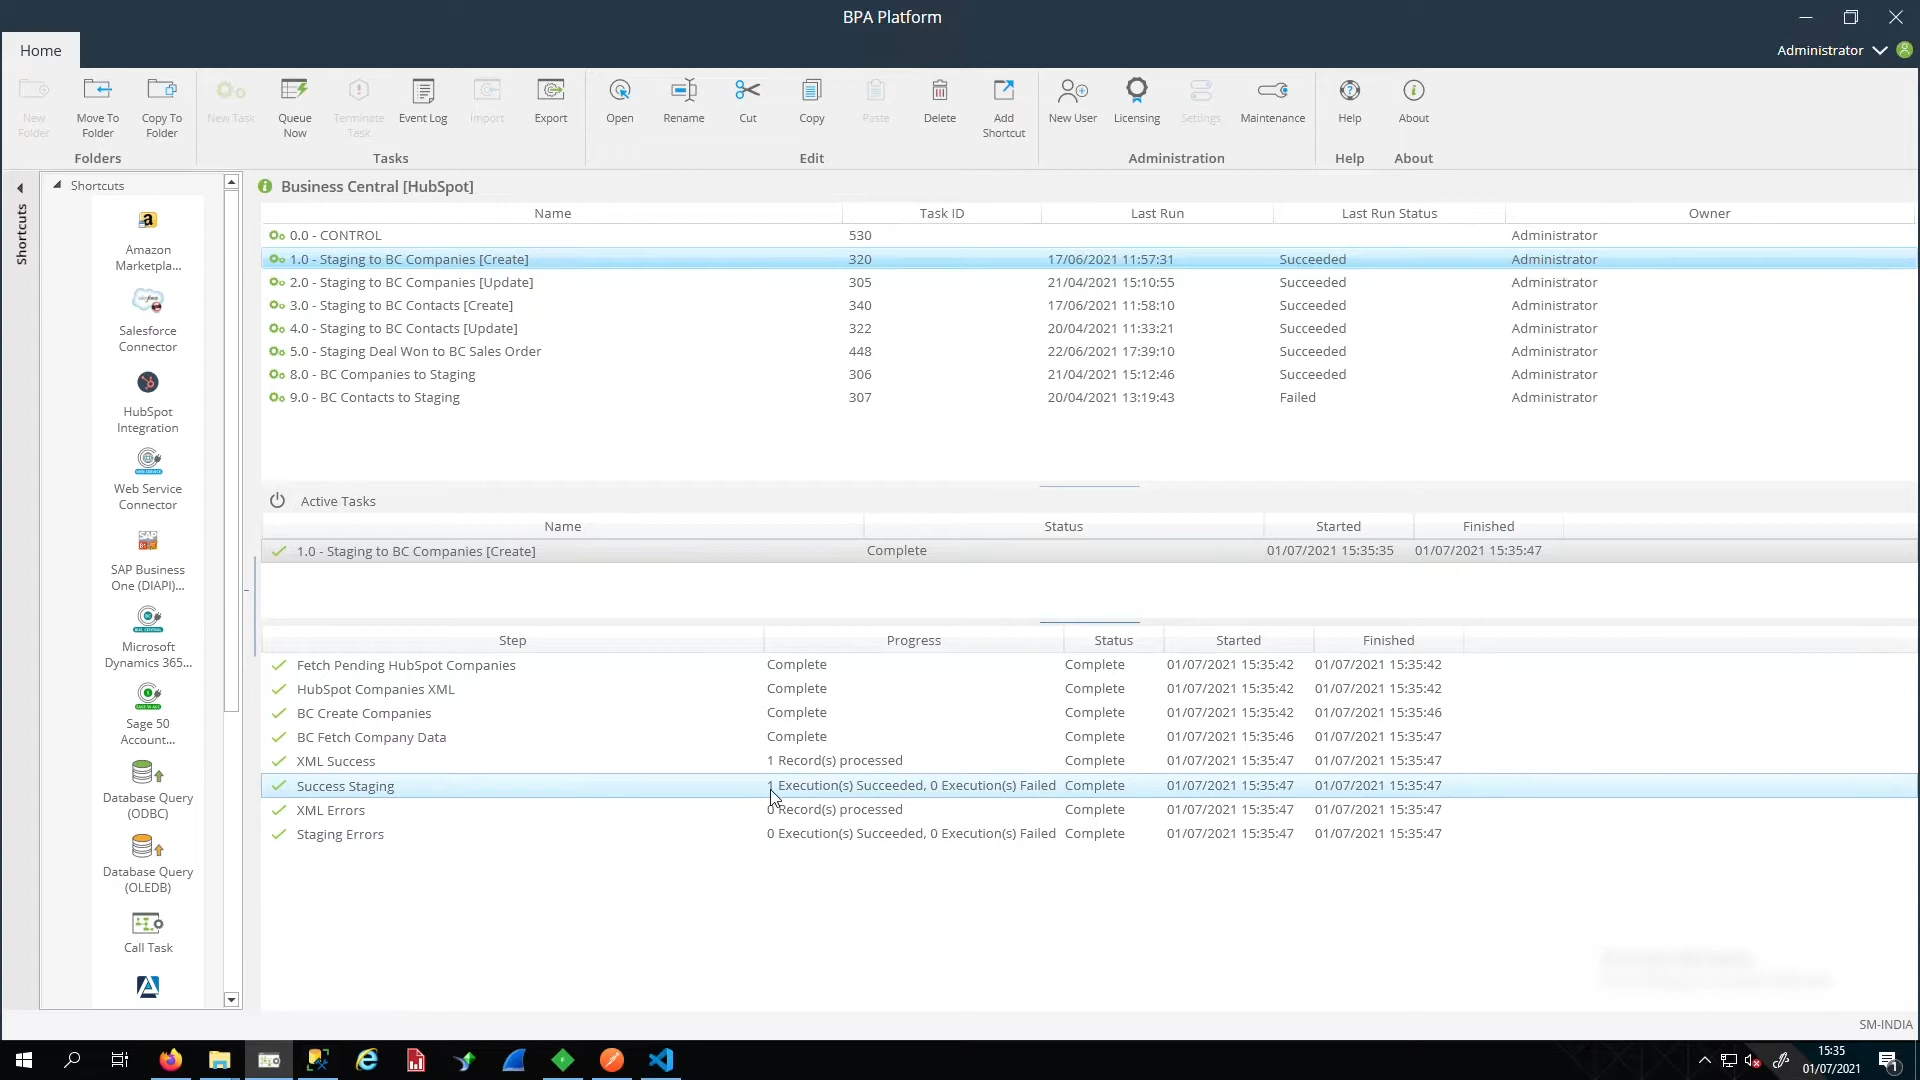 BPA Platform
Home
Administrator
New Folder
Move To Folder
Copy To Folder
Folders
New Task
Queue Now
Terminate Task
Event Log
Import
Export
Tasks
Open
Rename
Cut
Copy
Paste
Delete
Add Shortcut
Edit
New User
Licensing
Settings
Maintenance
Administration
Help
Help
About
About
Shortcuts
Shortcuts
Amazon
Marketpla...
Salesforce
Connector
HubSpot
Integration
Web Service
Connector
SAP Business
One (DIAPI)...
Microsoft
Dynamics 365...
Sage 50
Account...
Database Query
(ODBC)
Database Query
(OLEDB)
Call Task
Business Central [HubSpot]
Name Task ID Last Run Last Run Status Owner
0.0 - CONTROL 530 Administrator
1.0 - Staging to BC Companies [Create] 320 17/06/2021 11:57:31 Succeeded Administrator
2.0 - Staging to BC Companies [Update] 305 21/04/2021 15:10:55 Succeeded Administrator
3.0 - Staging to BC Contacts [Create] 340 17/06/2021 11:58:10 Succeeded Administrator
4.0 - Staging to BC Contacts [Update] 322 20/04/2021 11:33:21 Succeeded Administrator
5.0 - Staging Deal Won to BC Sales Order 448 22/06/2021 17:39:10 Succeeded Administrator
8.0 - BC Companies to Staging 306 21/04/2021 15:12:46 Succeeded Administrator
9.0 - BC Contacts to Staging 307 20/04/2021 13:19:43 Failed Administrator
Active Tasks
Name Status Started Finished
1.0 - Staging to BC Companies [Create] Complete 01/07/2021 15:35:35 01/07/2021 15:35:47
Step Progress Status Started Finished
Fetch Pending HubSpot Companies Complete Complete 01/07/2021 15:35:42 01/07/2021 15:35:42
HubSpot Companies XML Complete Complete 01/07/2021 15:35:42 01/07/2021 15:35:42
BC Create Companies Complete Complete 01/07/2021 15:35:42 01/07/2021 15:35:46
BC Fetch Company Data Complete Complete 01/07/2021 15:35:46 01/07/2021 15:35:47
XML Success 1 Record(s) processed Complete 01/07/2021 15:35:47 01/07/2021 15:35:47
Success Staging 1 Execution(s) Succeeded, 0 Execution(s) Failed Complete 01/07/2021 15:35:47 01/07/2021 15:35:47
XML Errors 0 Record(s) processed Complete 01/07/2021 15:35:47 01/07/2021 15:35:47
Staging Errors 0 Execution(s) Succeeded, 0 Execution(s) Failed Complete 01/07/2021 15:35:47 01/07/2021 15:35:47
SM-INDIA
15:35
01/07/2021
1